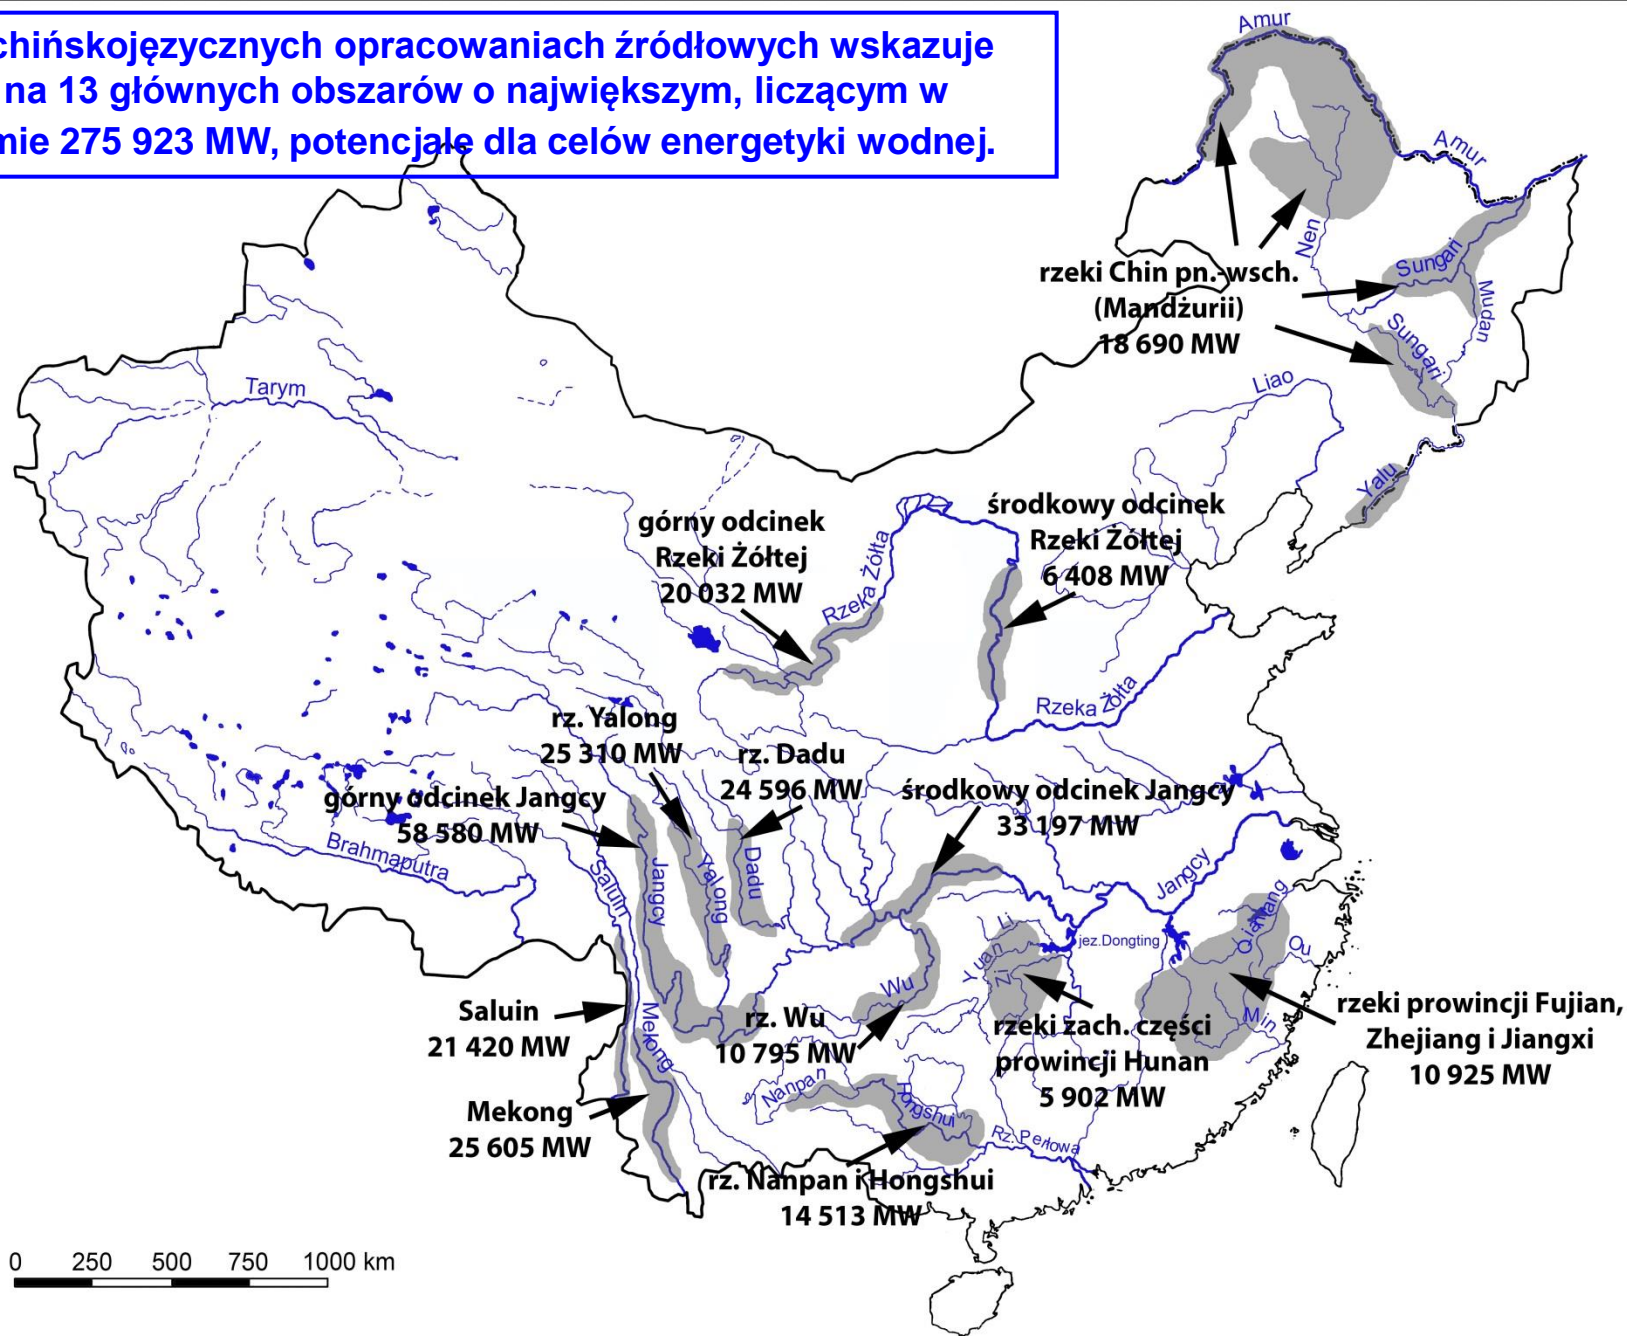 chińskojęzycznych opracowaniach źródłowych wskazuje
na 13 głównych obszarów o największym, liczącym w
mie 275 923 MW, potencjale dla celów energetyki wodnej.
Amur
Amur
Nen
Sungari
Mudan
Sungari
rzeki Chin pn.-wsch.
(Mandżurii)
18 690 MW
Liao
Yalu
Tarym
górny odcinek
Rzeki Żółtej
20 032 MW
Rzeka Żółta
środkowy odcinek
Rzeki Żółtej
6 408 MW
Rzeka Żółta
rz. Yalong
25 310 MW
rz. Dadu
24 596 MW
górny odcinek Jangcy
58 580 MW
środkowy odcinek Jangcy
33 197 MW
Brahmaputra
Saluin
Jangcy
Yalong
Dadu
Jangcy
Li
Yuan
Zi
jez.Dongting
Qiantang
Ou
Min
Wu
Mekong
Saluin
21 420 MW
rz. Wu
10 795 MW
rzeki zach. części
prowincji Hunan
5 902 MW
rzeki prowincji Fujian,
Zhejiang i Jiangxi
10 925 MW
Mekong
25 605 MW
Nanpan
Hongshui
Rz. Perłowa
rz. Nanpan i Hongshui
14 513 MW
0 250 500 750 1000 km